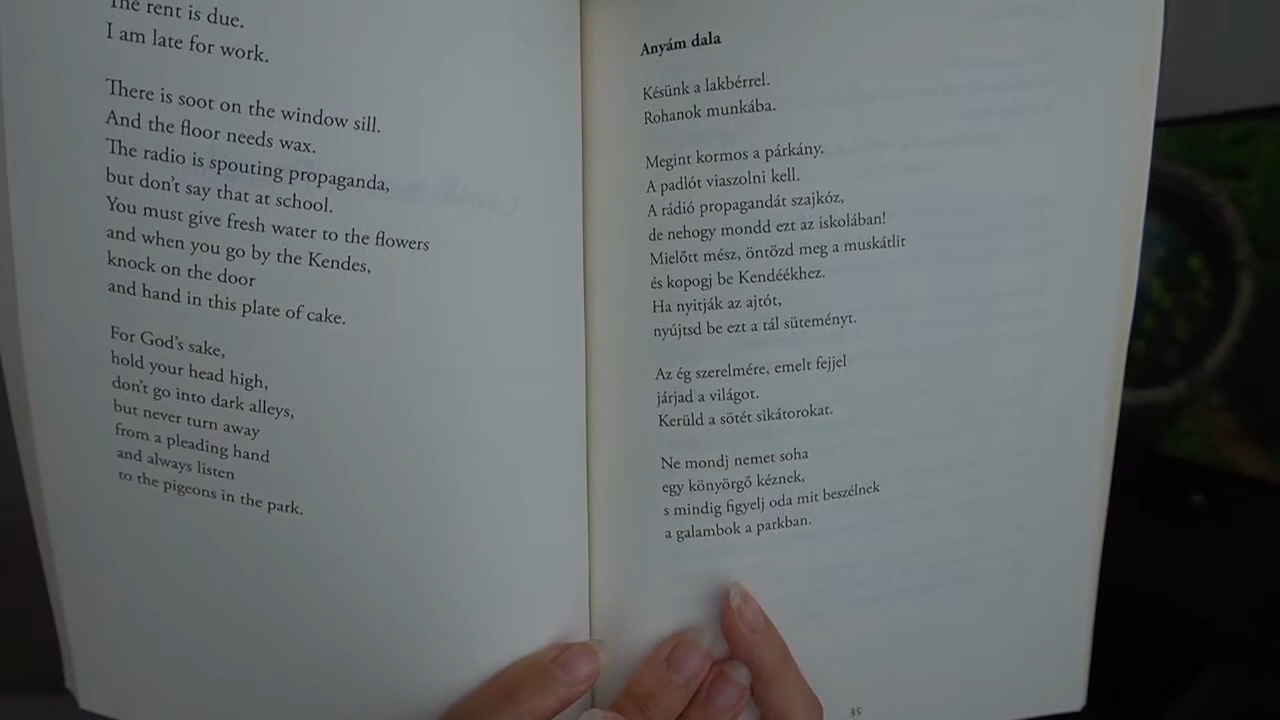 The rent is due.
I am late for work.
There is soot on the window sill.
And the floor needs wax.
The radio is spouting propaganda,
but don't say that at school.
You must give fresh water to the flowers
and when you go by the Kendes,
knock on the door
and hand in this plate of cake.
For God's sake,
hold your head high,
don't go into dark alleys,
but never turn away
from a pleading hand
and always listen
to the pigeons in the park.
Anyám dala
Késünk a lakbérrel.
Rohanok munkába.
Megint kormos a párkány.
A padlót viaszolni kell.
A rádió propagandát szajkóz,
de nehogy mondd ezt az iskolában!
Mielőtt mész, öntözd meg a muskátlit
és kopogj be Kendéékhez.
Ha nyitják az ajtót,
nyújtsd be ezt a tál süteményt.
Az ég szerelmére, emelt fejjel
járjad a világot.
Kerüld a sötét sikátorokat.
Ne mondj nemet soha
egy könyörgő kéznek,
s mindig figyelj oda mit beszélnek
a galambok a parkban.
35